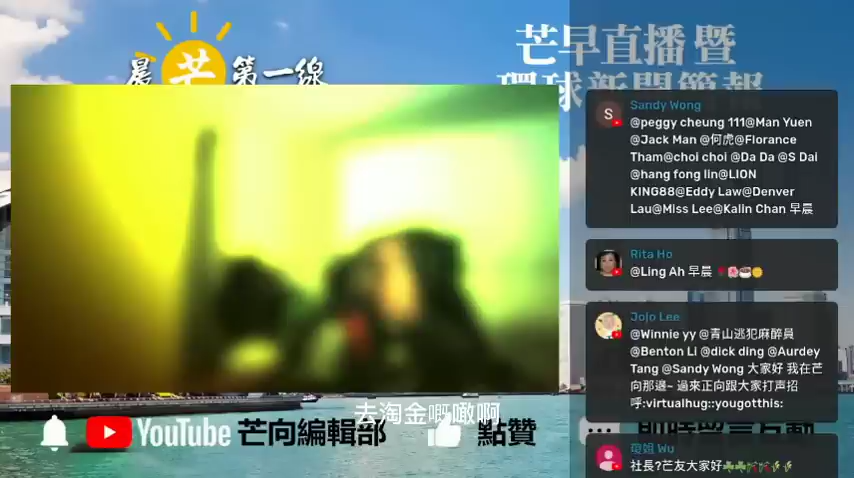 晨芒第一線
芒早直播暨
環球新聞簡報
Sandy Wong
@peggy cheung 111@Man Yuen
@Jack Man @何虎@Florance
Tham@choi choi @Da Da @S Dai
@hang fong lin@LION
KING88@Eddy Law@Denver
Lau@Miss Lee@Kalin Chan 早晨
S
Rita Ho
@Ling Ah 早晨🌹🌸☕🌼
JoJo Lee
@Winnie yy @青山逃犯麻醉員
@Benton Li @dick ding @Aurdey
Tang @Sandy Wong 大家好 我在芒
向那邊~ 過來正向跟大家打声招
呼:virtualhug::yougotthis:
去淘金嘅噉啊
YouTube 芒向編輯部 點贊 即時留言互動
瓊姐 Wu
社長?芒友大家好